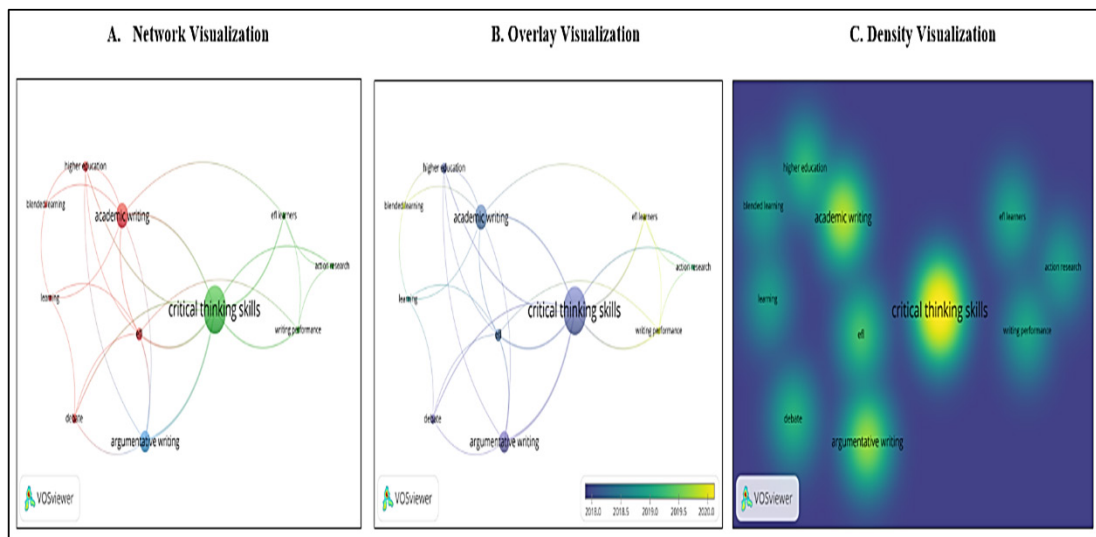 A. Network Visualization
B. Overlay Visualization
C. Density Visualization
higher education
blended learning
academic writing
efl learners
action research
learning
critical thinking skills
efl
writing performance
debate
argumentative writing
VOSviewer
higher education
blended learning
academic writing
efl learners
action research
learning
critical thinking skills
efl
writing performance
debate
argumentative writing
VOSviewer
2018.0 2018.5 2019.0 2019.5 2020.0
higher education
blended learning
academic writing
efl learners
action research
learning
critical thinking skills
efl
writing performance
debate
argumentative writing
VOSviewer